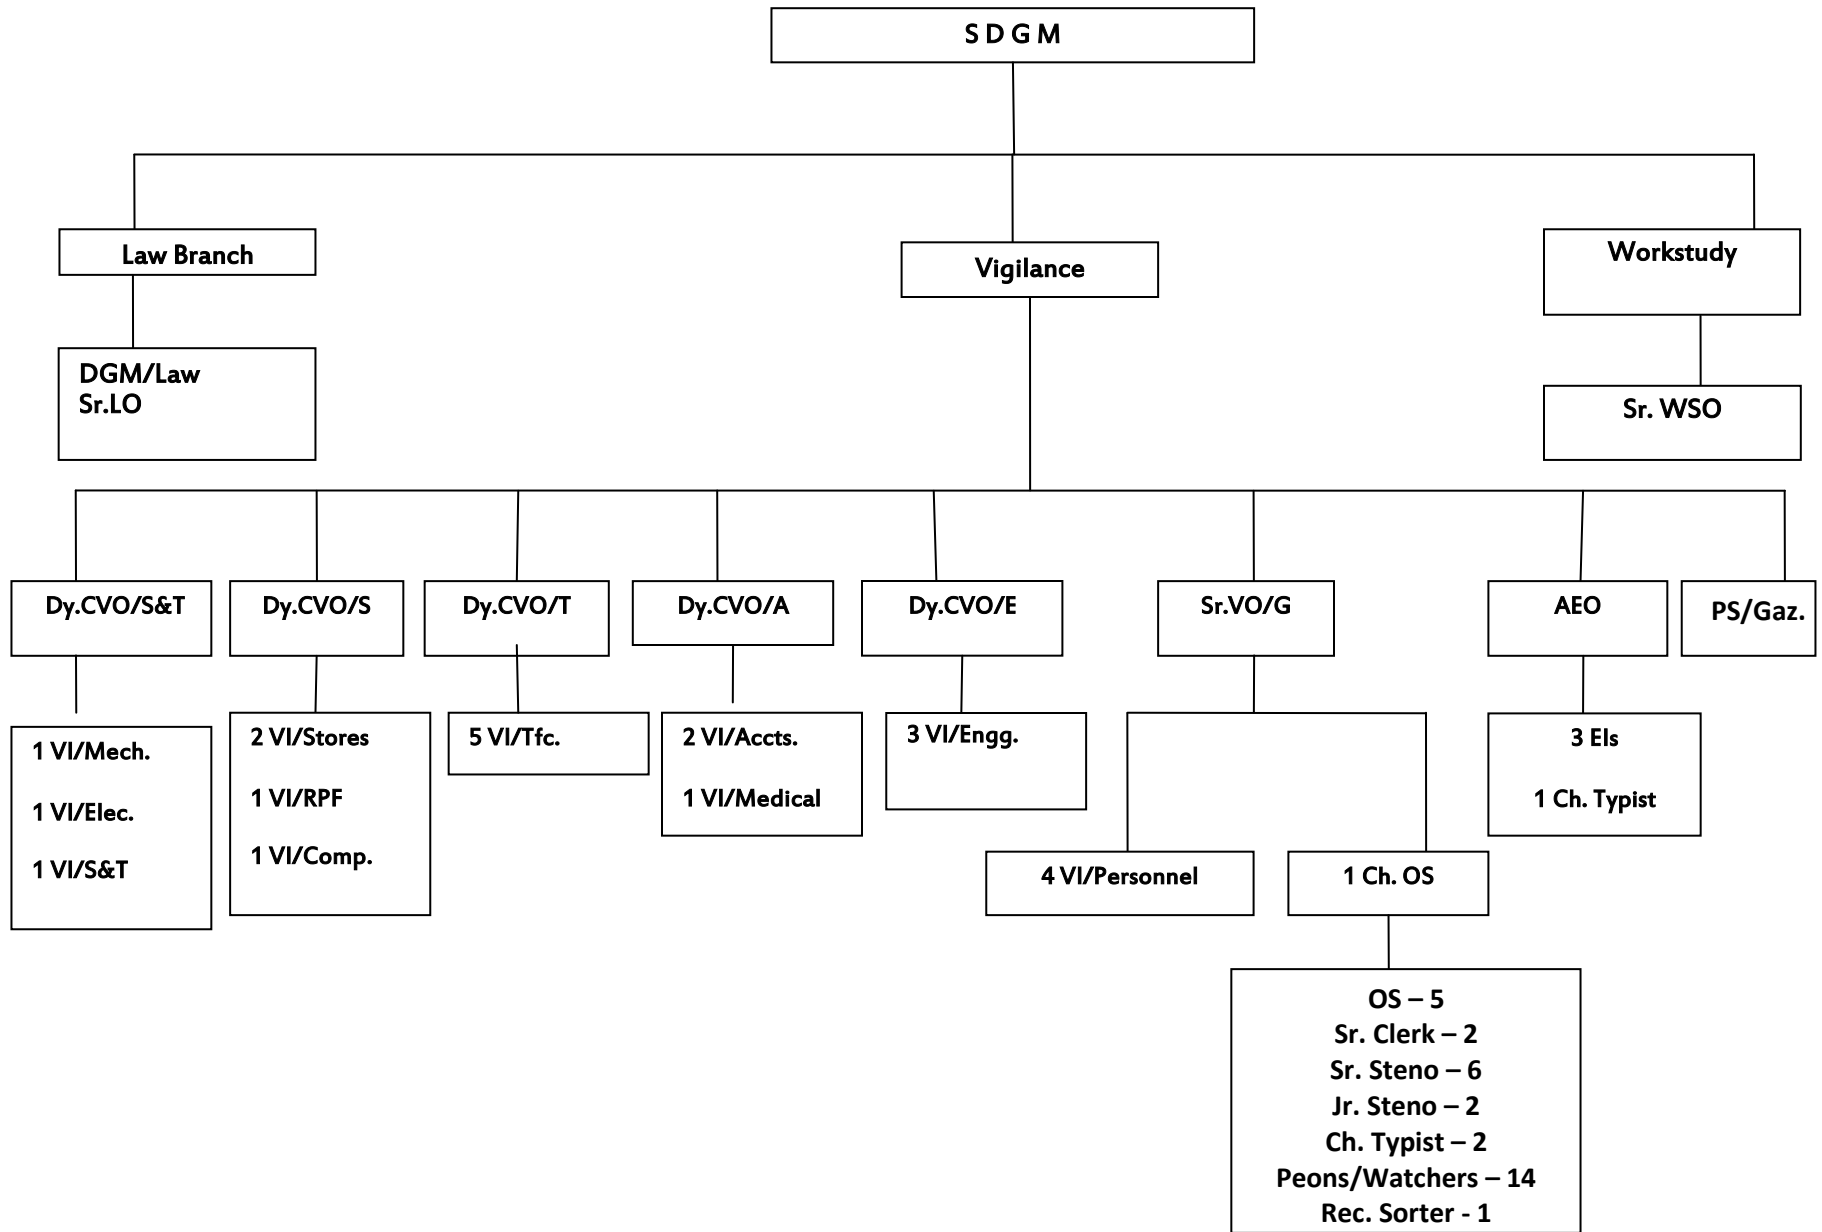 S D G M
Law Branch
Vigilance
Workstudy
DGM/Law
Sr.LO
Sr. WSO
Dy.CVO/S&T
Dy.CVO/S
Dy.CVO/T
Dy.CVO/A
Dy.CVO/E
Sr.VO/G
AEO
PS/Gaz.
1 VI/Mech.
1 VI/Elec.
1 VI/S&T
2 VI/Stores
1 VI/RPF
1 VI/Comp.
5 VI/Tfc.
2 VI/Accts.
1 VI/Medical
3 VI/Engg.
4 VI/Personnel
1 Ch. OS
3 EIs
1 Ch. Typist
OS – 5
Sr. Clerk – 2
Sr. Steno – 6
Jr. Steno – 2
Ch. Typist – 2
Peons/Watchers – 14
Rec. Sorter - 1